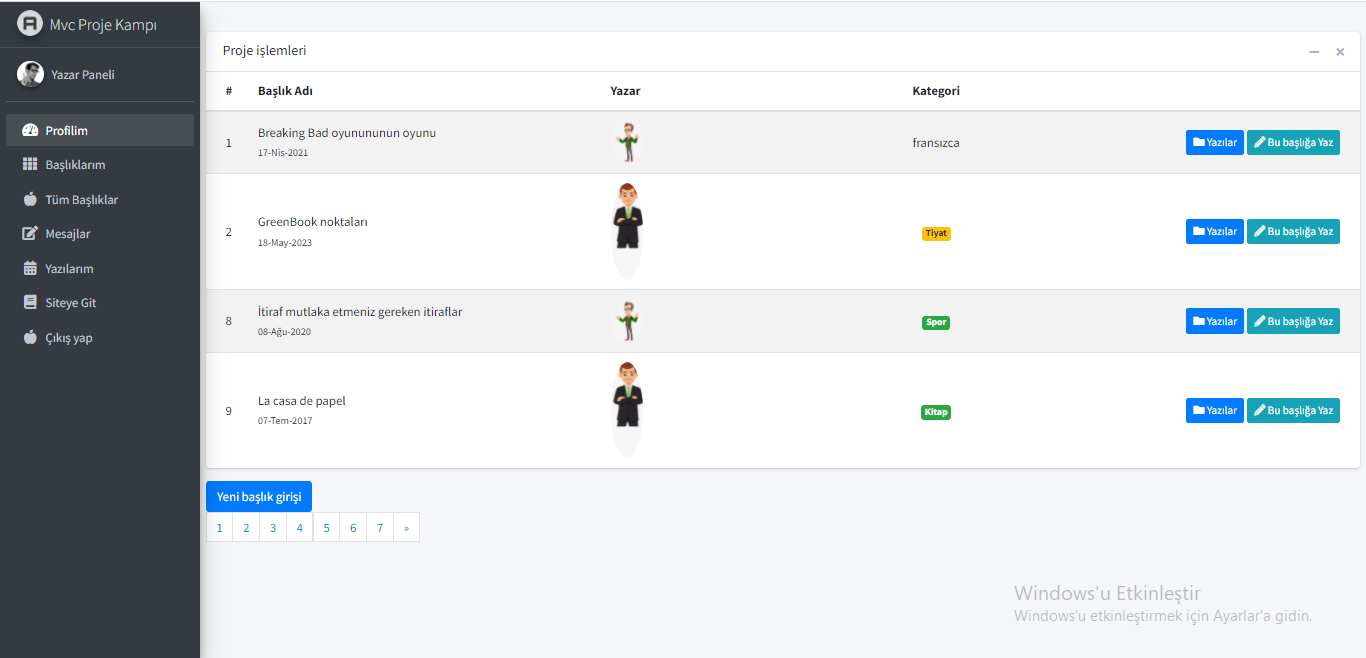 Mvc Proje Kampı
Yazar Paneli
Profilim
Başlıklarım
Tüm Başlıklar
Mesajlar
Yazılarım
Siteye Git
Çıkış yap
Proje işlemleri
# Başlık Adı Yazar Kategori
1 Breaking Bad oyunununun oyunu fransızca Yazılar Bu başlığa Yaz
17-Nis-2021
2 GreenBook noktaları Tiyat Yazılar Bu başlığa Yaz
18-May-2023
8 İtiraf mutlaka etmeniz gereken itiraflar Spor Yazılar Bu başlığa Yaz
08-Ağu-2020
9 La casa de papel Kitap Yazılar Bu başlığa Yaz
07-Tem-2017
Yeni başlık girişi
1 2 3 4 5 6 7 »
Windows'u Etkinleştir
Windows'u etkinleştirmek için Ayarlar'a gidin.